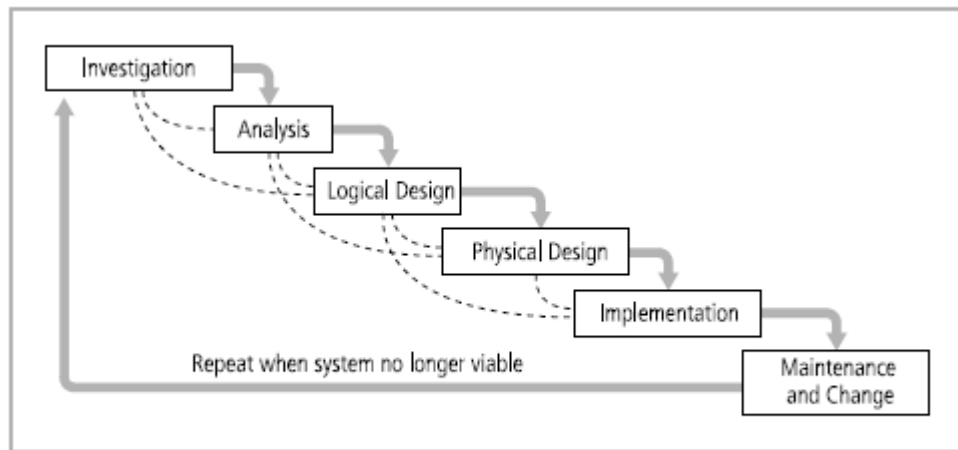 Investigation
Analysis
Logical Design
Physical Design
Implementation
Maintenance
and Change
Repeat when system no longer viable